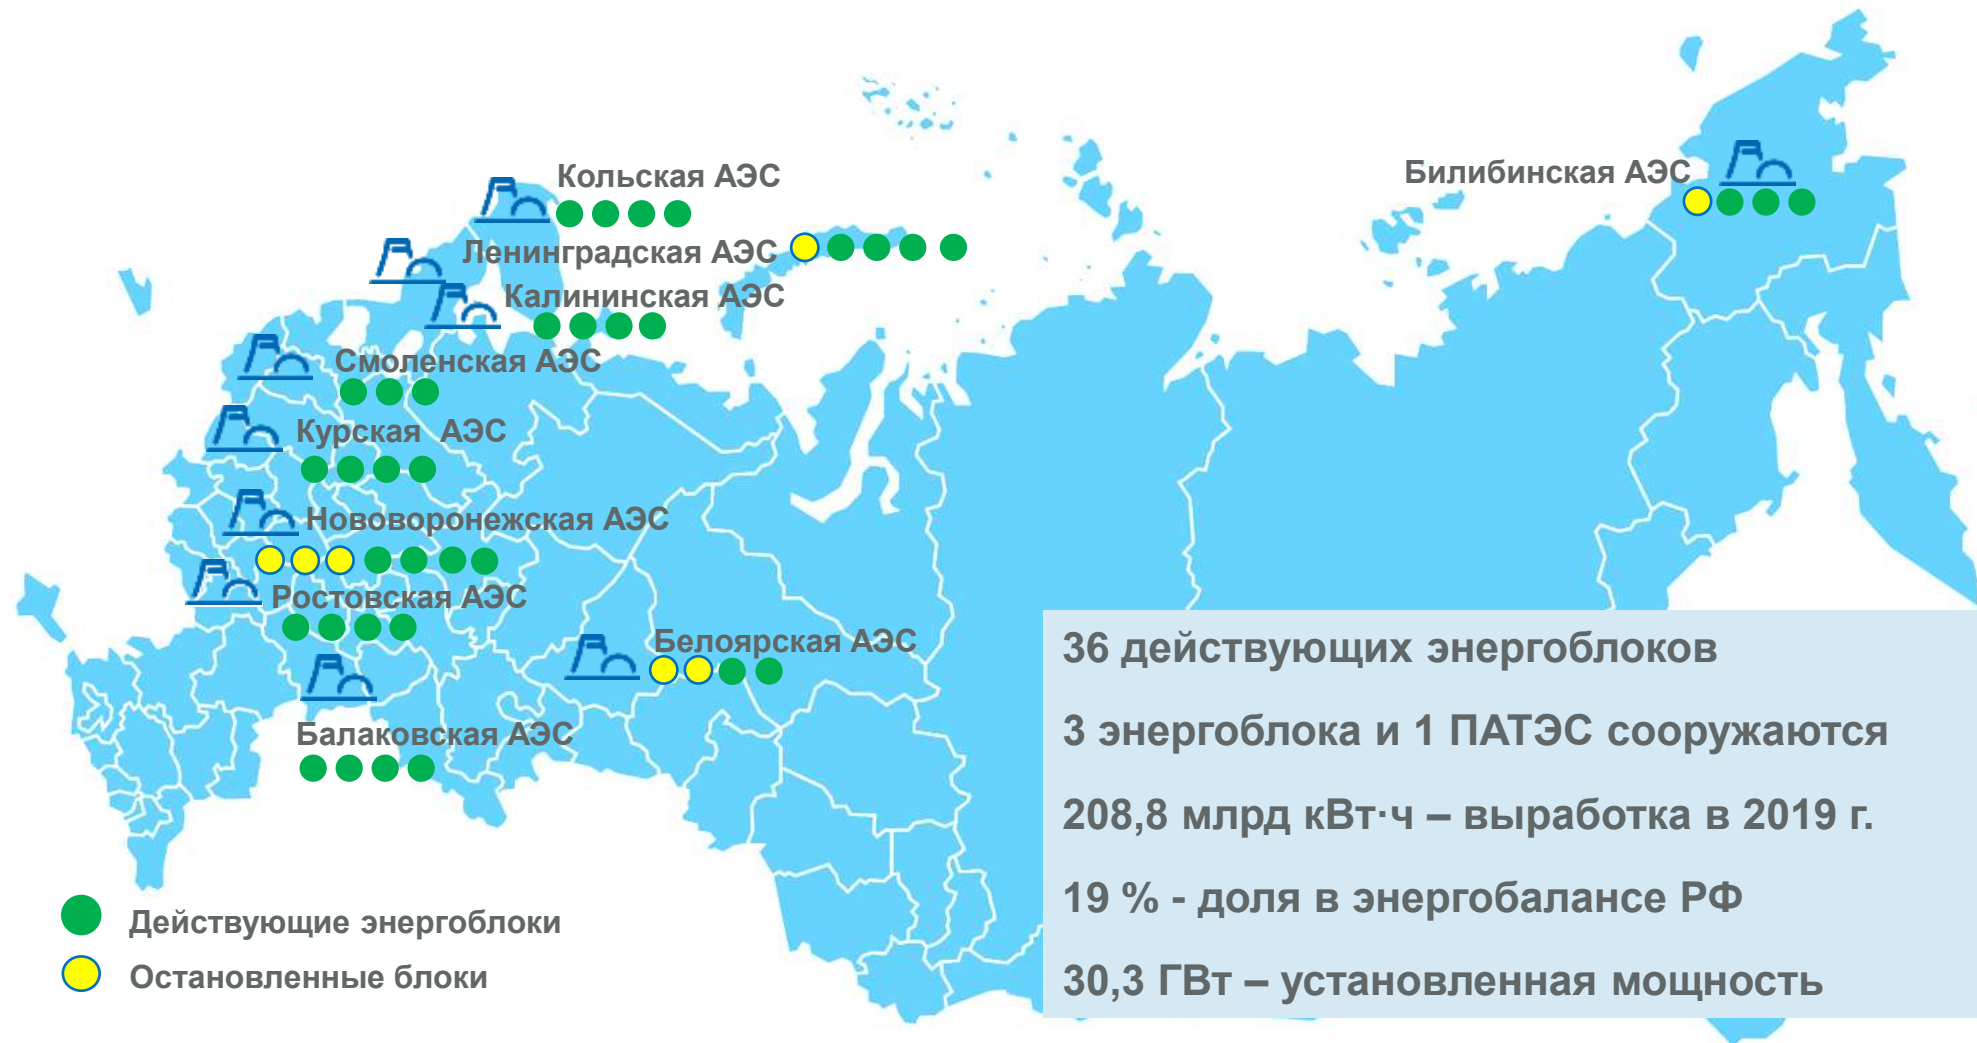 Кольская АЭС
Билибинская АЭС
Ленинградская АЭС
Калининская АЭС
Смоленская АЭС
Курская АЭС
Нововоронежская АЭС
Ростовская АЭС
Белоярская АЭС
Балаковская АЭС
36 действующих энергоблоков
3 энергоблока и 1 ПАТЭС сооружаются
208,8 млрд кВт·ч – выработка в 2019 г.
19 % - доля в энергобалансе РФ
30,3 ГВт – установленная мощность
Действующие энергоблоки
Остановленные блоки